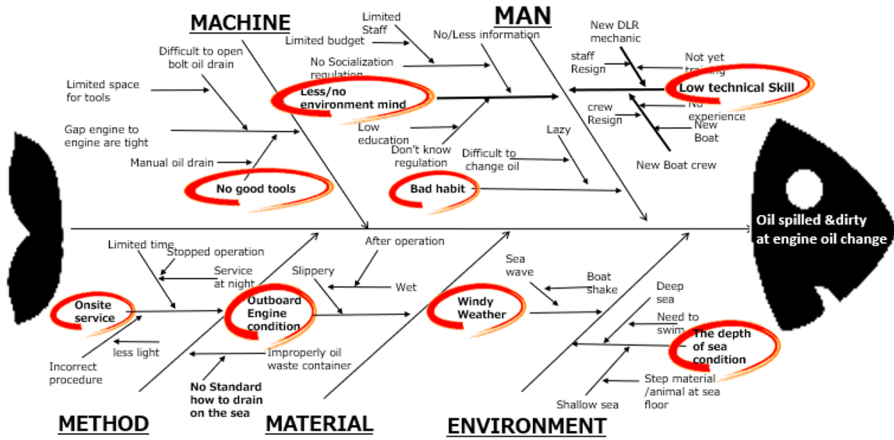 MACHINE
MAN
Difficult to open
bolt oil drain
Limited space
for tools
Gap engine to
engine are tight
Manual oil drain
No good tools
Limited
Staff
Limited budget
No Socialization
regulation
No/Less information
Less/no
environment mind
Low
education
Don't know
regulation
Bad habit
Difficult to
change oil
Lazy
New DLR
mechanic
staff
Resign
Not yet
training
Low technical Skill
crew
Resign
No
experience
New
Boat
New Boat crew
Oil spilled &dirty
at engine oil change
Limited time
Stopped operation
Service
at night
Onsite
service
less light
Incorrect
procedure
No Standard
how to drain
on the sea
After operation
Slippery
Wet
Outboard
Engine
condition
Improperly oil
waste container
Sea
wave
Boat
shake
Windy
Weather
Deep
sea
Need to
swim
The depth
of sea
condition
Step material
/animal at sea
floor
Shallow sea
METHOD
MATERIAL
ENVIRONMENT